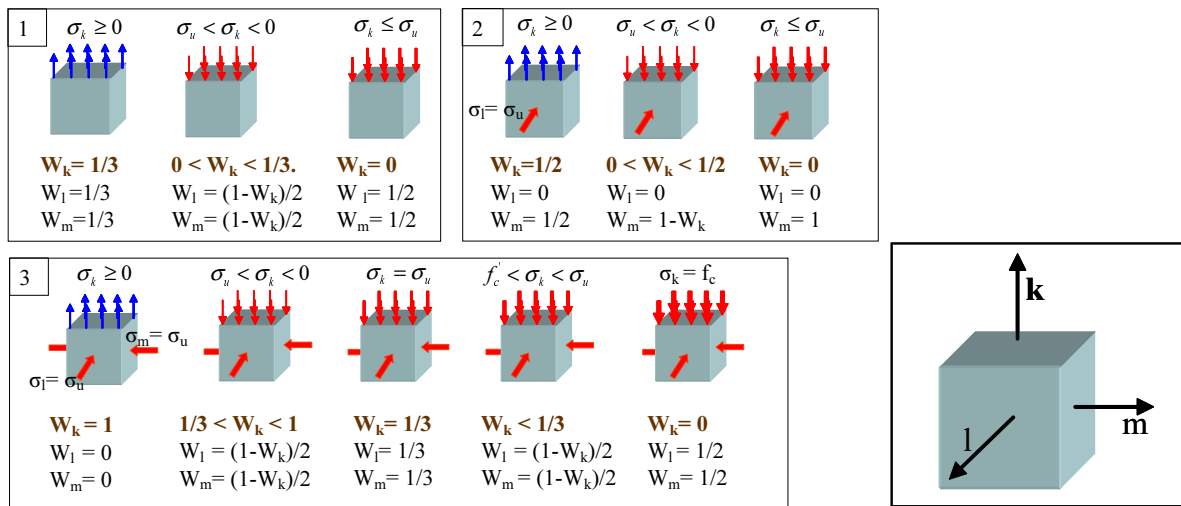 1
σₖ ≥ 0 σᵤ < σₖ < 0 σₖ ≤ σᵤ
Wₖ= 1/3 0 < Wₖ < 1/3. Wₖ= 0
Wₗ =1/3 Wₗ = (1-Wₖ)/2 W ₗ= 1/2
Wₘ=1/3 Wₘ= (1-Wₖ)/2 Wₘ= 1/2
2
σₖ ≥ 0 σᵤ < σₖ < 0 σₖ ≤ σᵤ
σₗ= σᵤ
Wₖ=1/2 0 < Wₖ < 1/2 Wₖ= 0
Wₗ= 0 Wₗ= 0 Wₗ = 0
Wₘ= 1/2 Wₘ= 1-Wₖ Wₘ= 1
3
σₖ ≥ 0 σᵤ < σₖ < 0 σₖ = σᵤ f'c < σₖ < σᵤ σₖ = fc
σₘ= σᵤ
σₗ= σᵤ
Wₖ = 1 1/3 < Wₖ < 1 Wₖ= 1/3 Wₖ < 1/3 Wₖ= 0
Wₗ = 0 Wₗ = (1-Wₖ)/2 Wₗ= 1/3 Wₗ = (1-Wₖ)/2 Wₗ= 1/2
Wₘ= 0 Wₘ= (1-Wₖ)/2 Wₘ= 1/3 Wₘ = (1-Wₖ)/2 Wₘ= 1/2
k
m
l